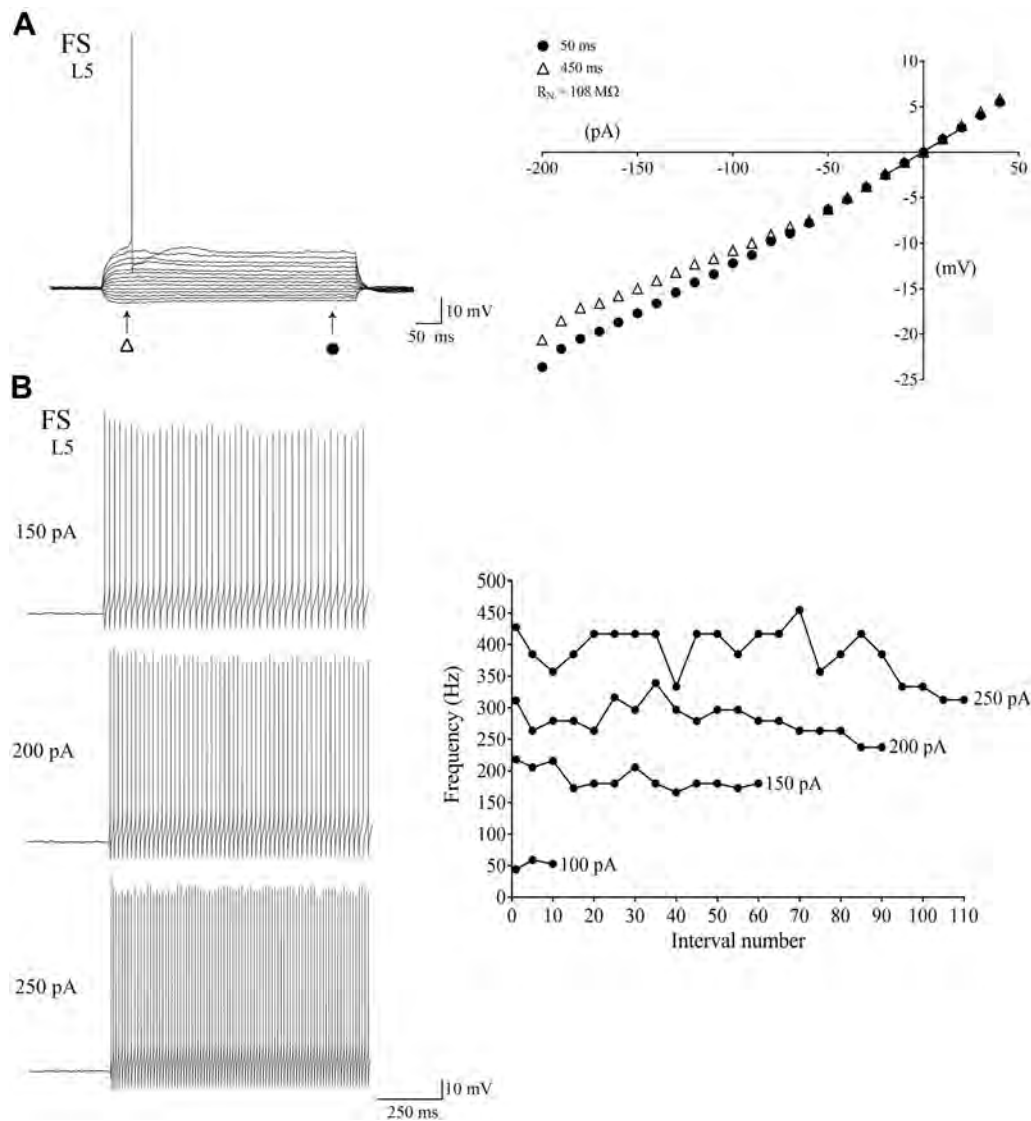 A
FS
L5
10 mV
50 ms
50 ms
450 ms
R_N = 108 MΩ
(pA)
(mV)
-200
-150
-100
-50
50
10
5
-5
-10
-15
-20
-25
B
FS
L5
150 pA
200 pA
250 pA
10 mV
250 ms
Frequency (Hz)
500
450
400
350
300
250
200
150
100
50
0
250 pA
200 pA
150 pA
100 pA
0 10 20 30 40 50 60 70 80 90 100 110
Interval number